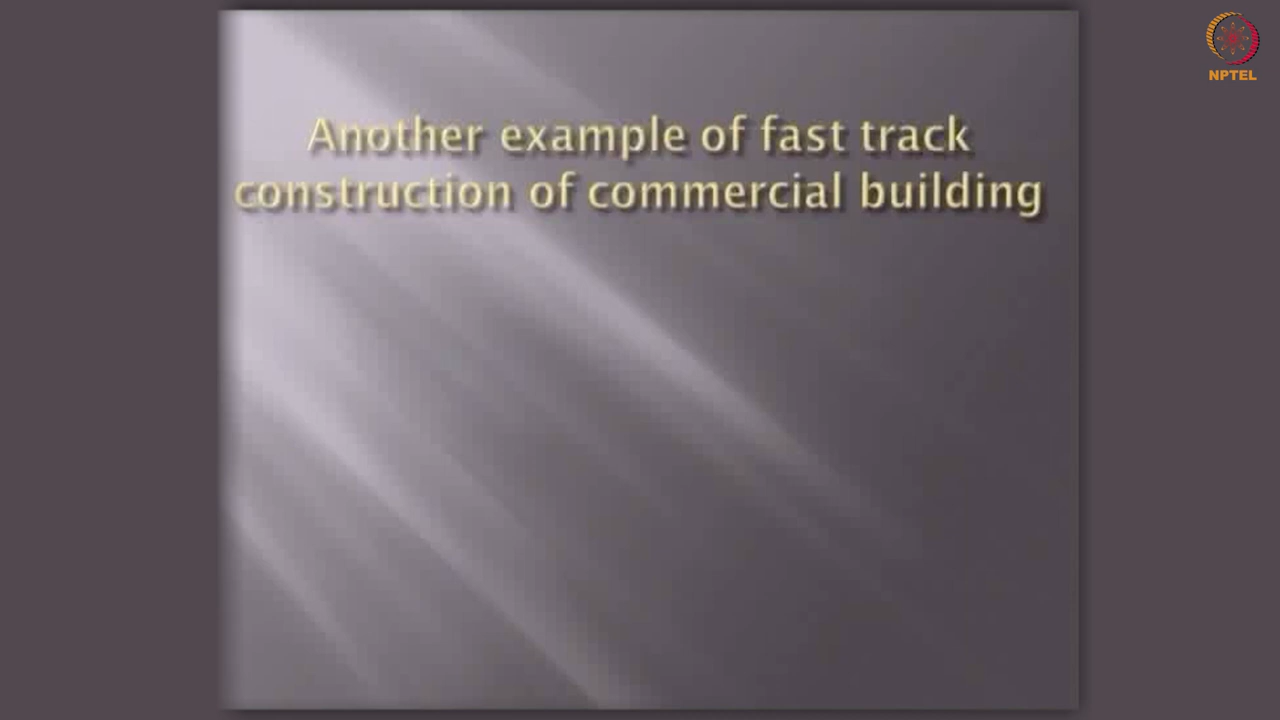 NPTEL
Another example of fast track
construction of commercial building